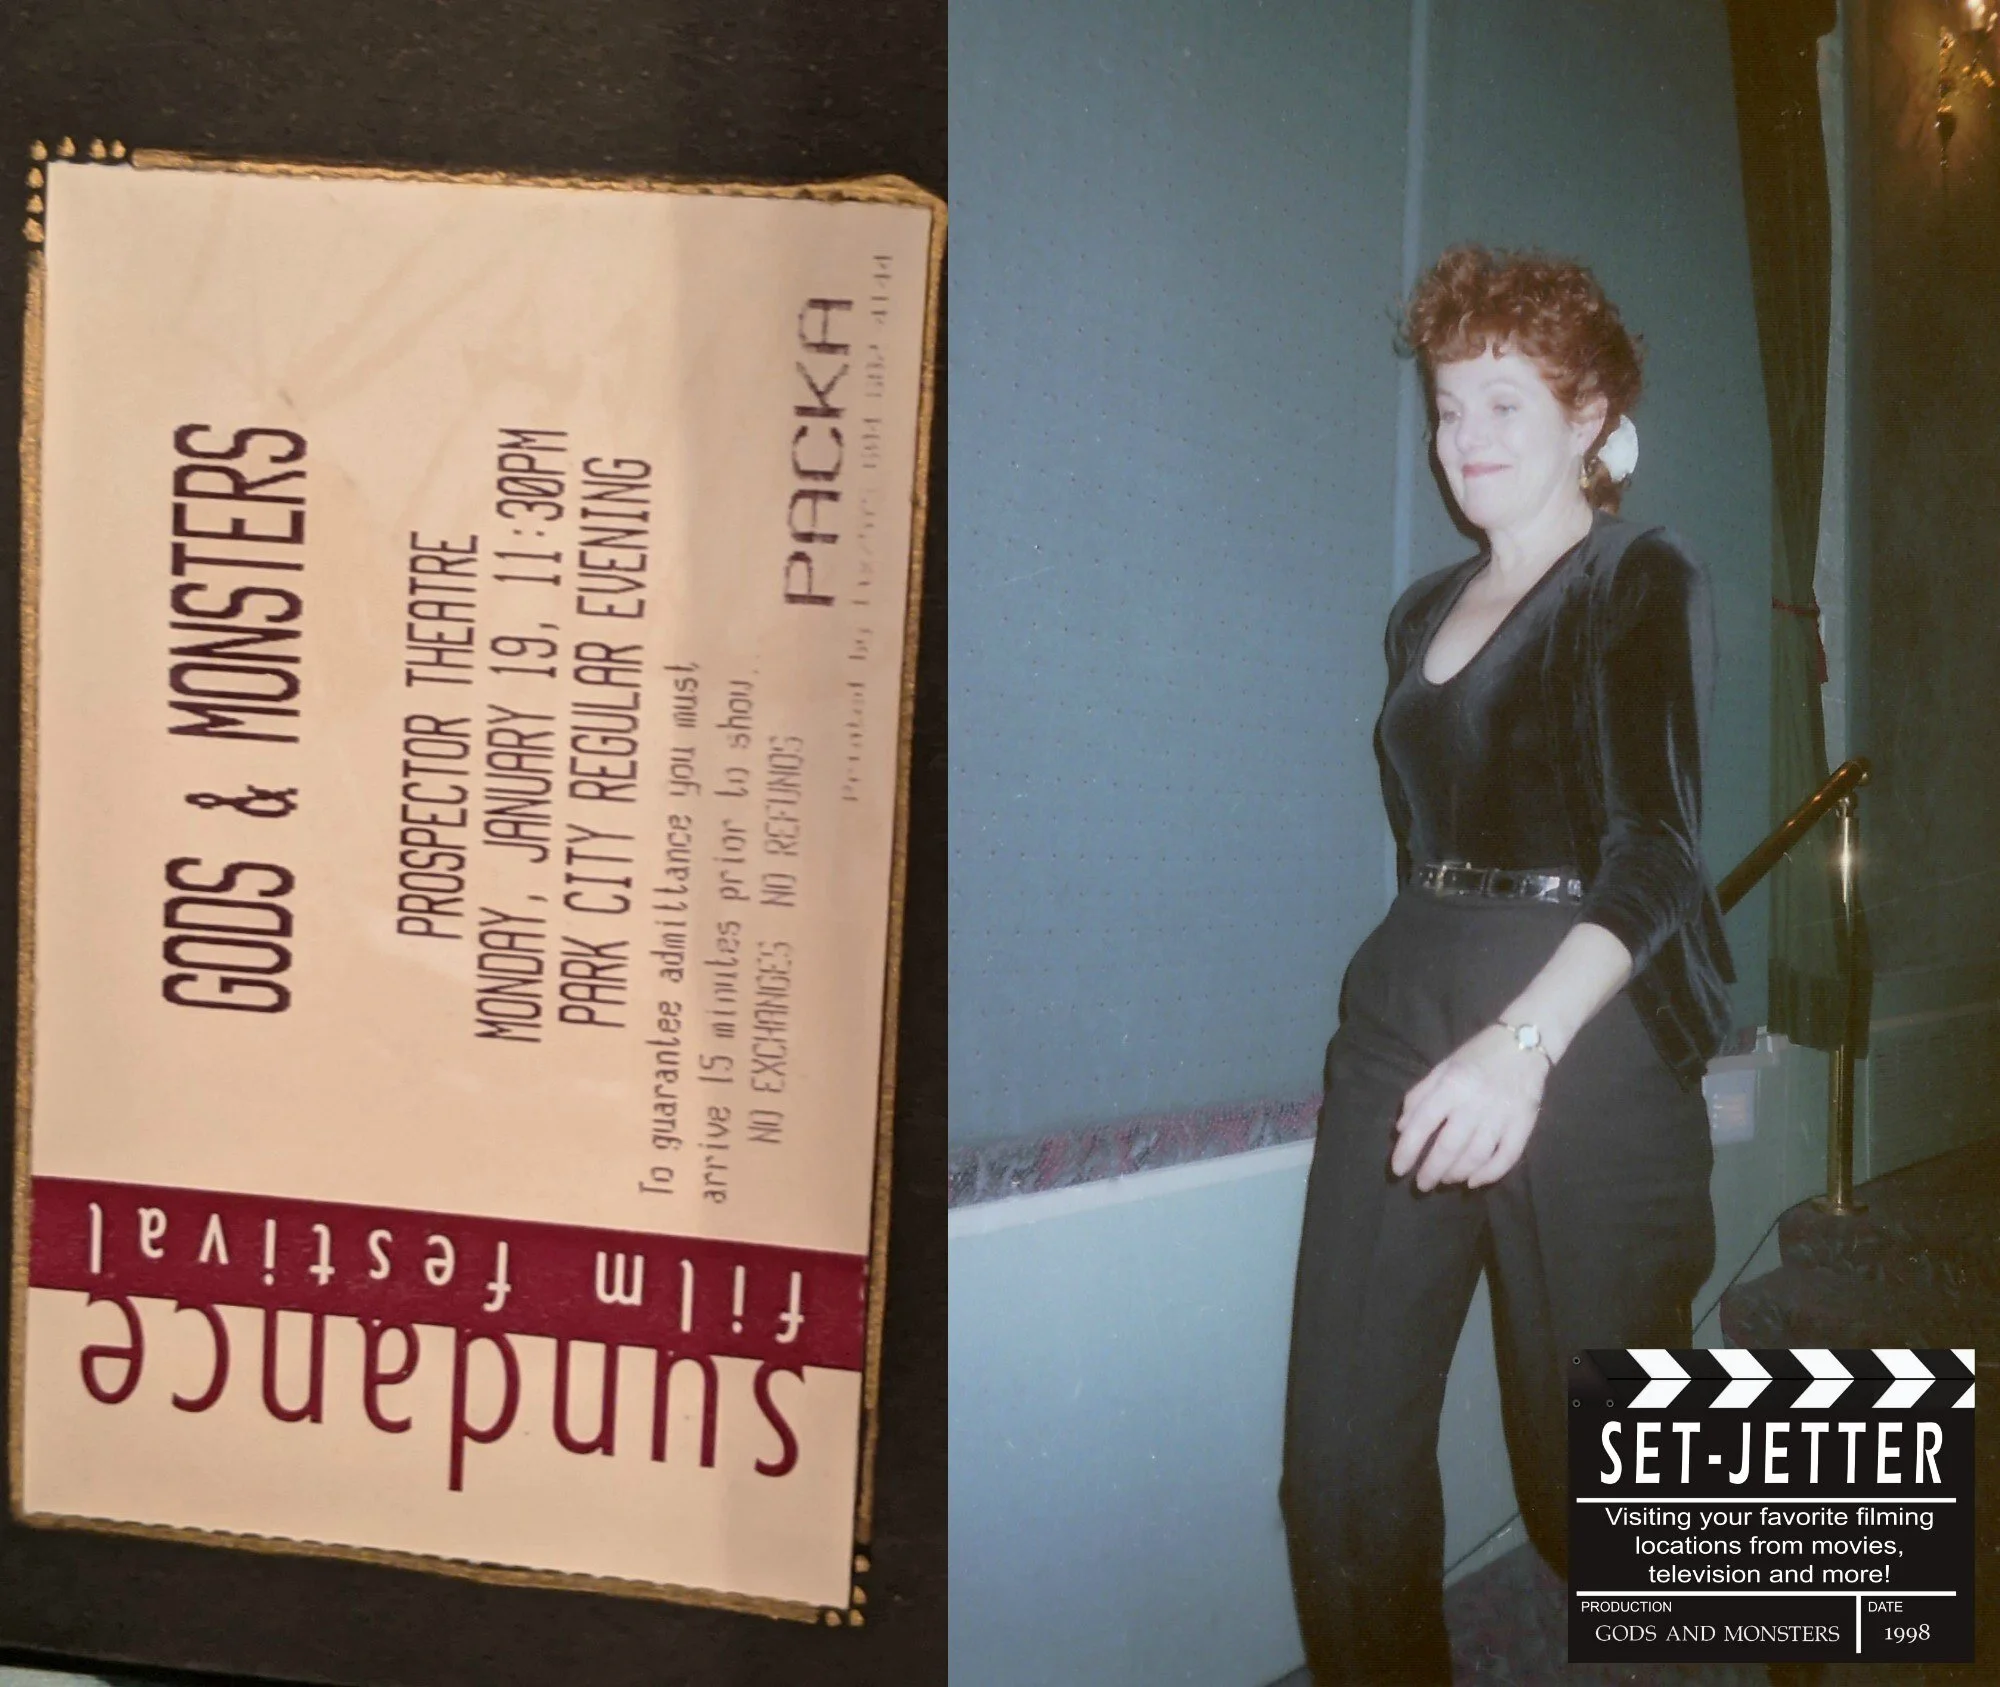 GODS & MONSTERS
PROSPECTOR THEATRE
MONDAY, JANUARY 19, 11:30PM
PARK CITY REGULAR EVENING
To guarantee admittance you must
arrive 15 minutes prior to show.
NO EXCHANGES NO REFUNDS
PACKA
Printed by
film festival
sundance
SET-JETTER
Visiting your favorite filming
locations from movies,
television and more!
PRODUCTION
GODS AND MONSTERS
DATE
1998